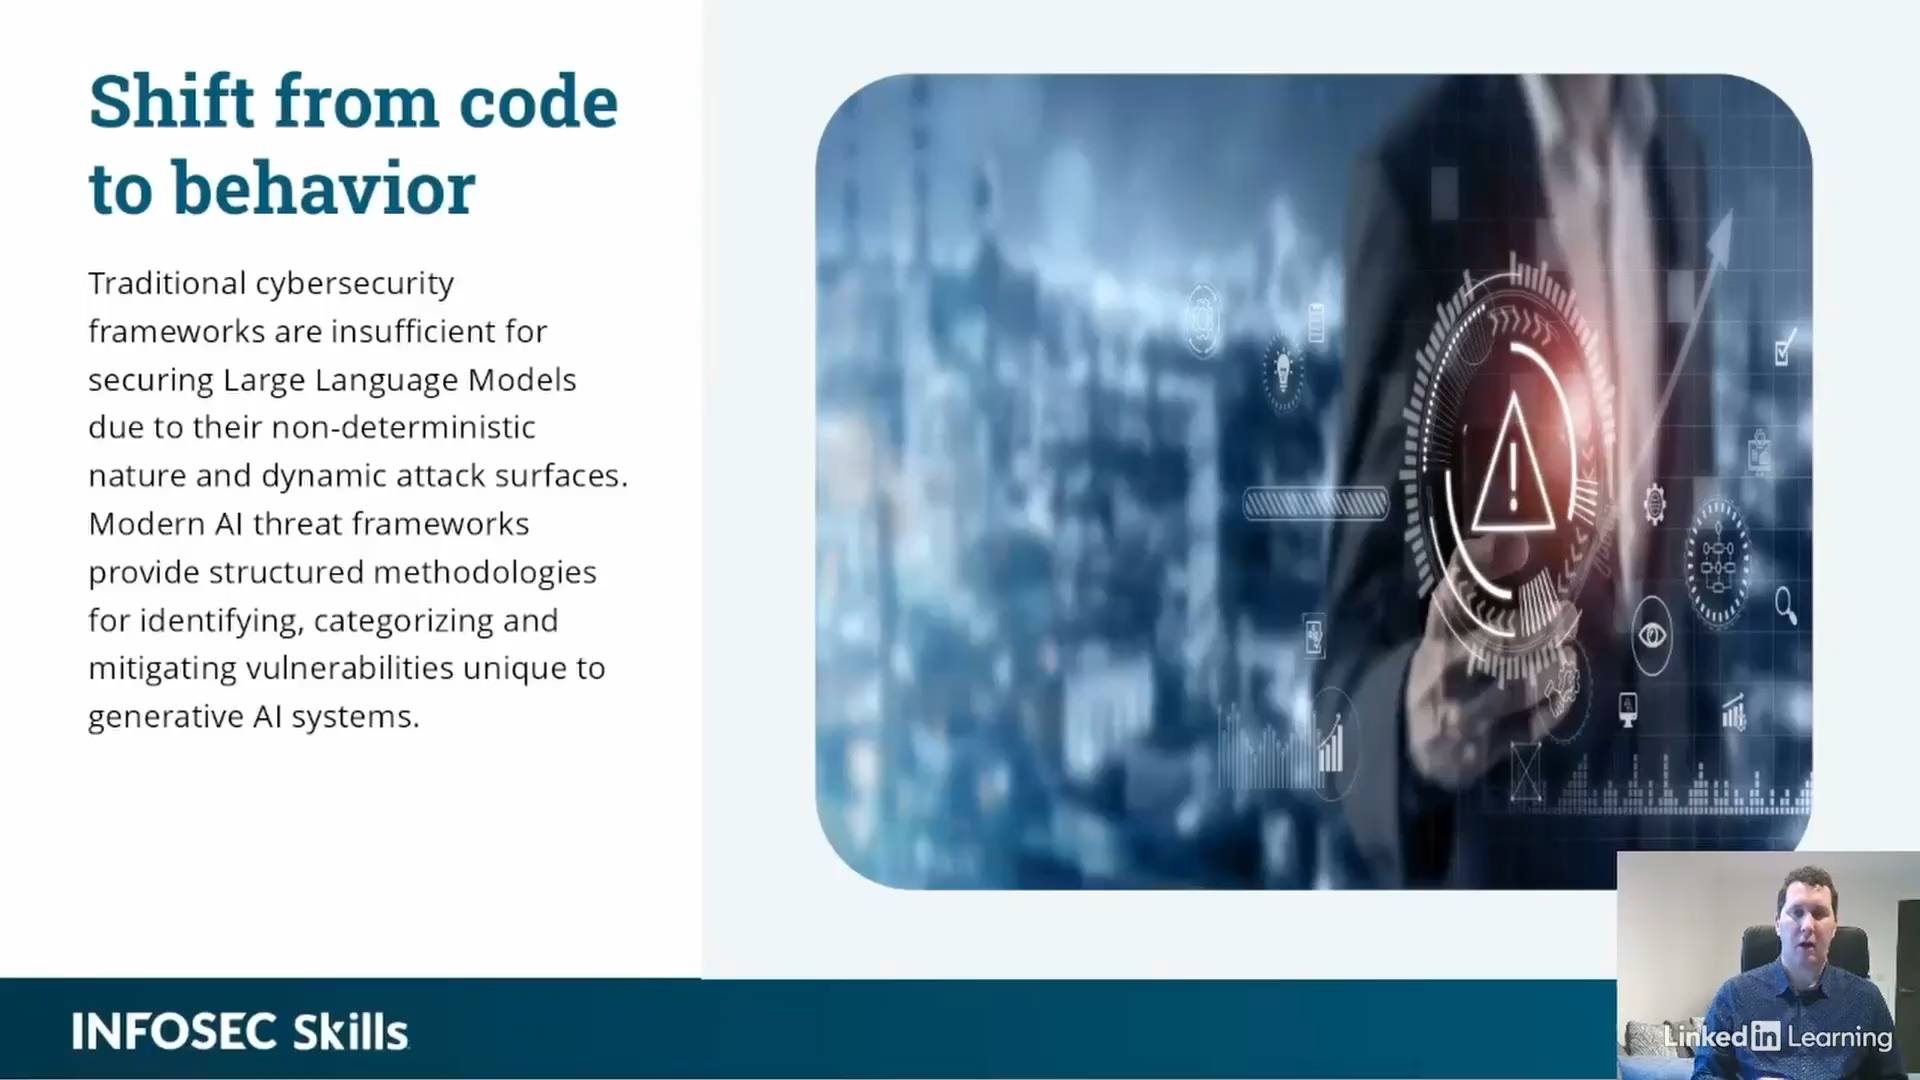 Shift from code
to behavior
Traditional cybersecurity
frameworks are insufficient for
securing Large Language Models
due to their non-deterministic
nature and dynamic attack surfaces.
Modern AI threat frameworks
provide structured methodologies
for identifying, categorizing and
mitigating vulnerabilities unique to
generative AI systems.
INFOSEC Skills
Linked in Learning